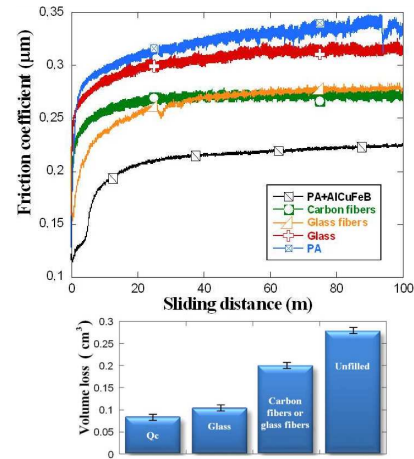 Friction coefficient (μm)
0.35
0.3
0.25
0.2
0.15
0.1
PA+AlCuFeB
Carbon fibers
Glass fibers
Glass
PA
0 20 40 60 80 100
Sliding distance (m)
Volume loss ( cm³)
0.3
0.25
0.2
0.15
0.1
0.05
0
Qc
Glass
Carbon
fibers or
glass fibers
Unfilled